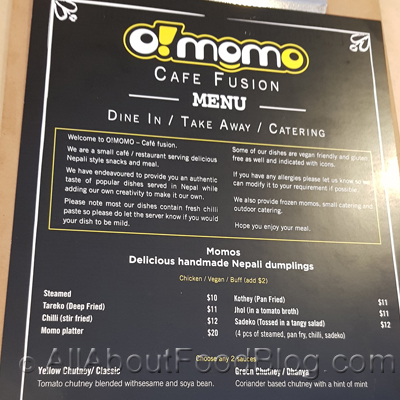 O!MOMO
CAFE FUSION
MENU
DINE IN / TAKE AWAY / CATERING
Welcome to O!MOMO – Café fusion.
We are a small café / restaurant serving delicious
Nepali style snacks and meal.
We have endeavoured to provide you an authentic
taste of popular dishes served in Nepal while
adding our own creativity to make it our own.
Please note most our dishes contain fresh chilli
paste so please do let the server know if you would
your dish to be mild.
Some of our dishes are vegan friendly and gluten
free as well and indicated with icons.
If you have any allergies please let us know so we
can modify it to your requirement if possible.
We also provide frozen momos, small catering and
outdoor catering.
Hope you enjoy your meal.
Momos
Delicious handmade Nepali dumplings
Chicken / Vegan / Buff (add $2)
Steamed $10
Tareko (Deep Fried) $11
Chilli (stir fried) $12
Momo platter $20
Kothey (Pan Fried) $11
Jhol (in a tomato broth) $11
Sadeko (Tossed in a tangy salad) $12
(4 pcs of steamed, pan fry, chilli, sadeko)
Choose any 2 sauces
Yellow Chutney/ Classic
Tomato chutney blended withsesame and soya bean.
Green Chutney / Dhanya
Coriander based chutney with a hint of mint
© AllAboutFoodBlog.com